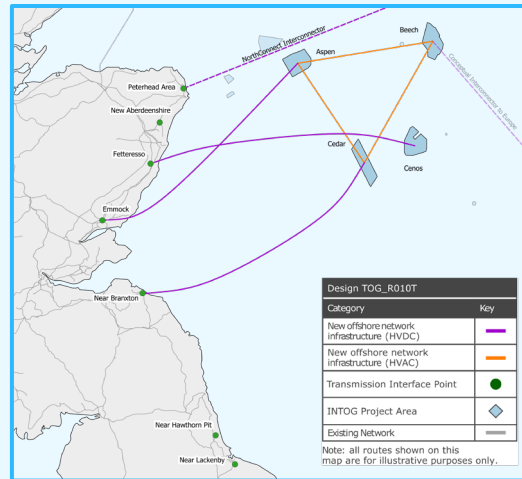 Beech
NorthConnect Interconnector
Aspen
Conceptual Interconnector to Europe
Peterhead Area
New Aberdeenshire
Cedar
Fetteresso
Cenos
Emmock
Near Branxton
Near Hawthorn Pit
Near Lackenby
Design TOG_R010T
Category Key
New offshore network
infrastructure (HVDC)
New offshore network
infrastructure (HVAC)
Transmission Interface Point
INTOG Project Area
Existing Network
Note: all routes shown on this
map are for illustrative purposes only.